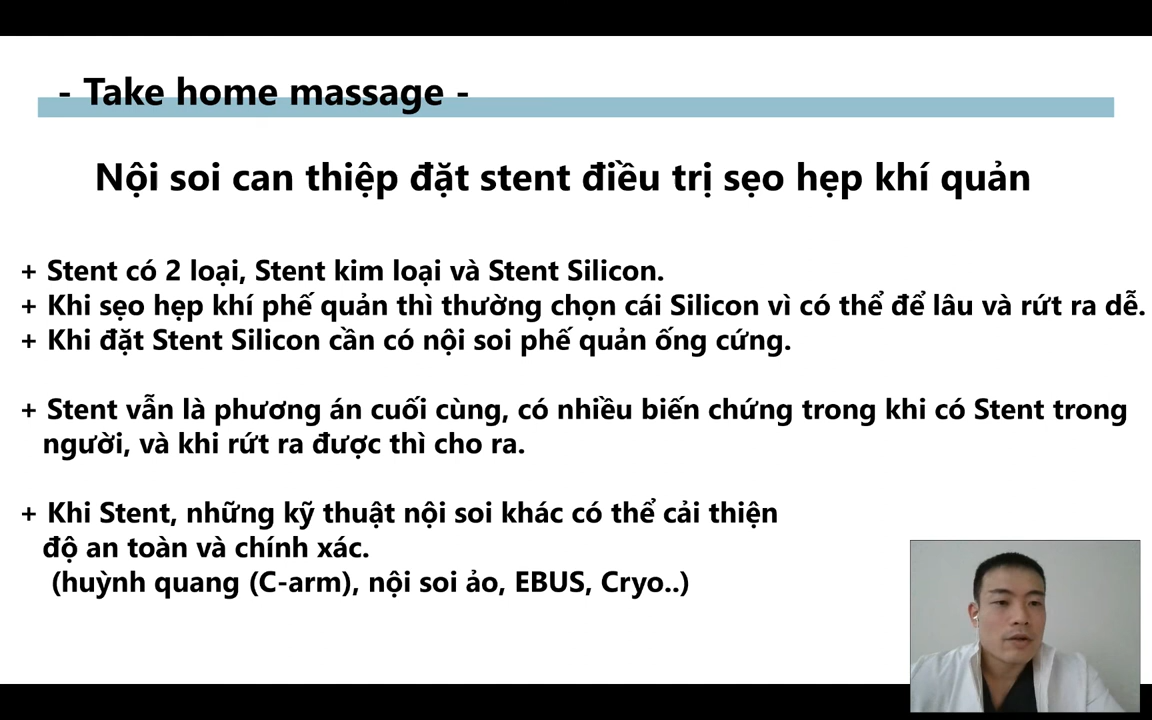 - Take home massage -
Nội soi can thiệp đặt stent điều trị sẹo hẹp khí quản
+ Stent có 2 loại, Stent kim loại và Stent Silicon.
+ Khi sẹo hẹp khí phế quản thì thường chọn cái Silicon vì có thể để lâu và rứt ra dễ.
+ Khi đặt Stent Silicon cần có nội soi phế quản ống cứng.
+ Stent vẫn là phương án cuối cùng, có nhiều biến chứng trong khi có Stent trong
người, và khi rứt ra được thì cho ra.
+ Khi Stent, những kỹ thuật nội soi khác có thể cải thiện
độ an toàn và chính xác.
(huỳnh quang (C-arm), nội soi ảo, EBUS, Cryo..)